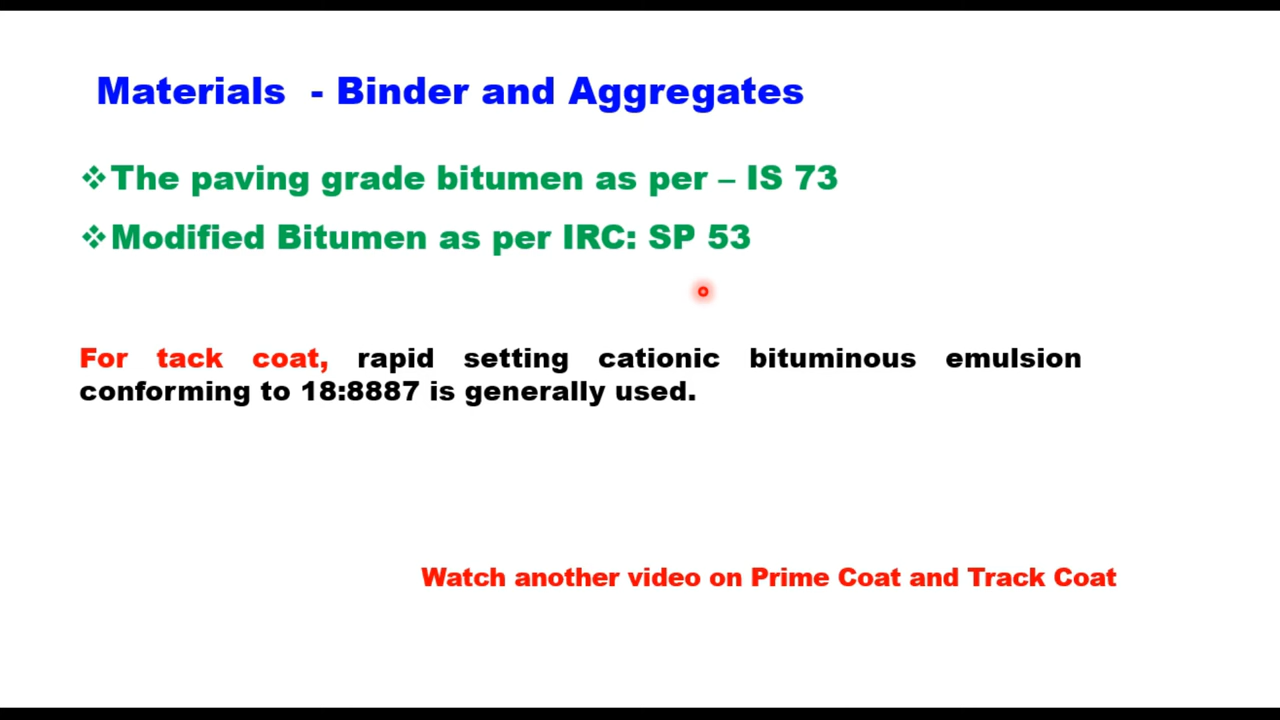 Materials - Binder and Aggregates
❖The paving grade bitumen as per – IS 73
❖Modified Bitumen as per IRC: SP 53
For tack coat, rapid setting cationic bituminous emulsion
conforming to 18:8887 is generally used.
Watch another video on Prime Coat and Track Coat